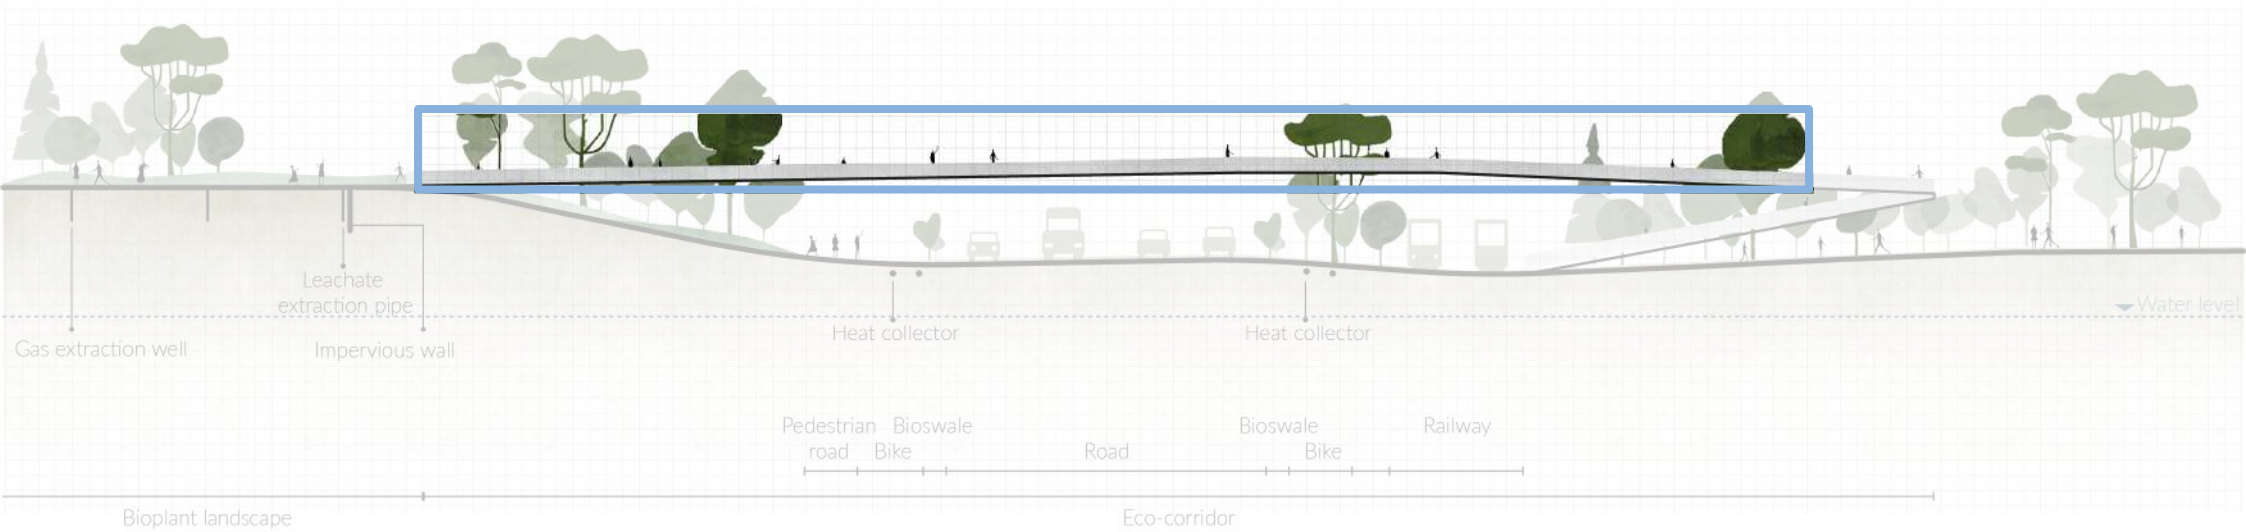 Leachate
extraction pipe
Water level
Gas extraction well
Impervious wall
Heat collector
Heat collector
Pedestrian
road
Bike
Bioswale
Road
Bioswale
Bike
Railway
Bioplant landscape
Eco-corridor